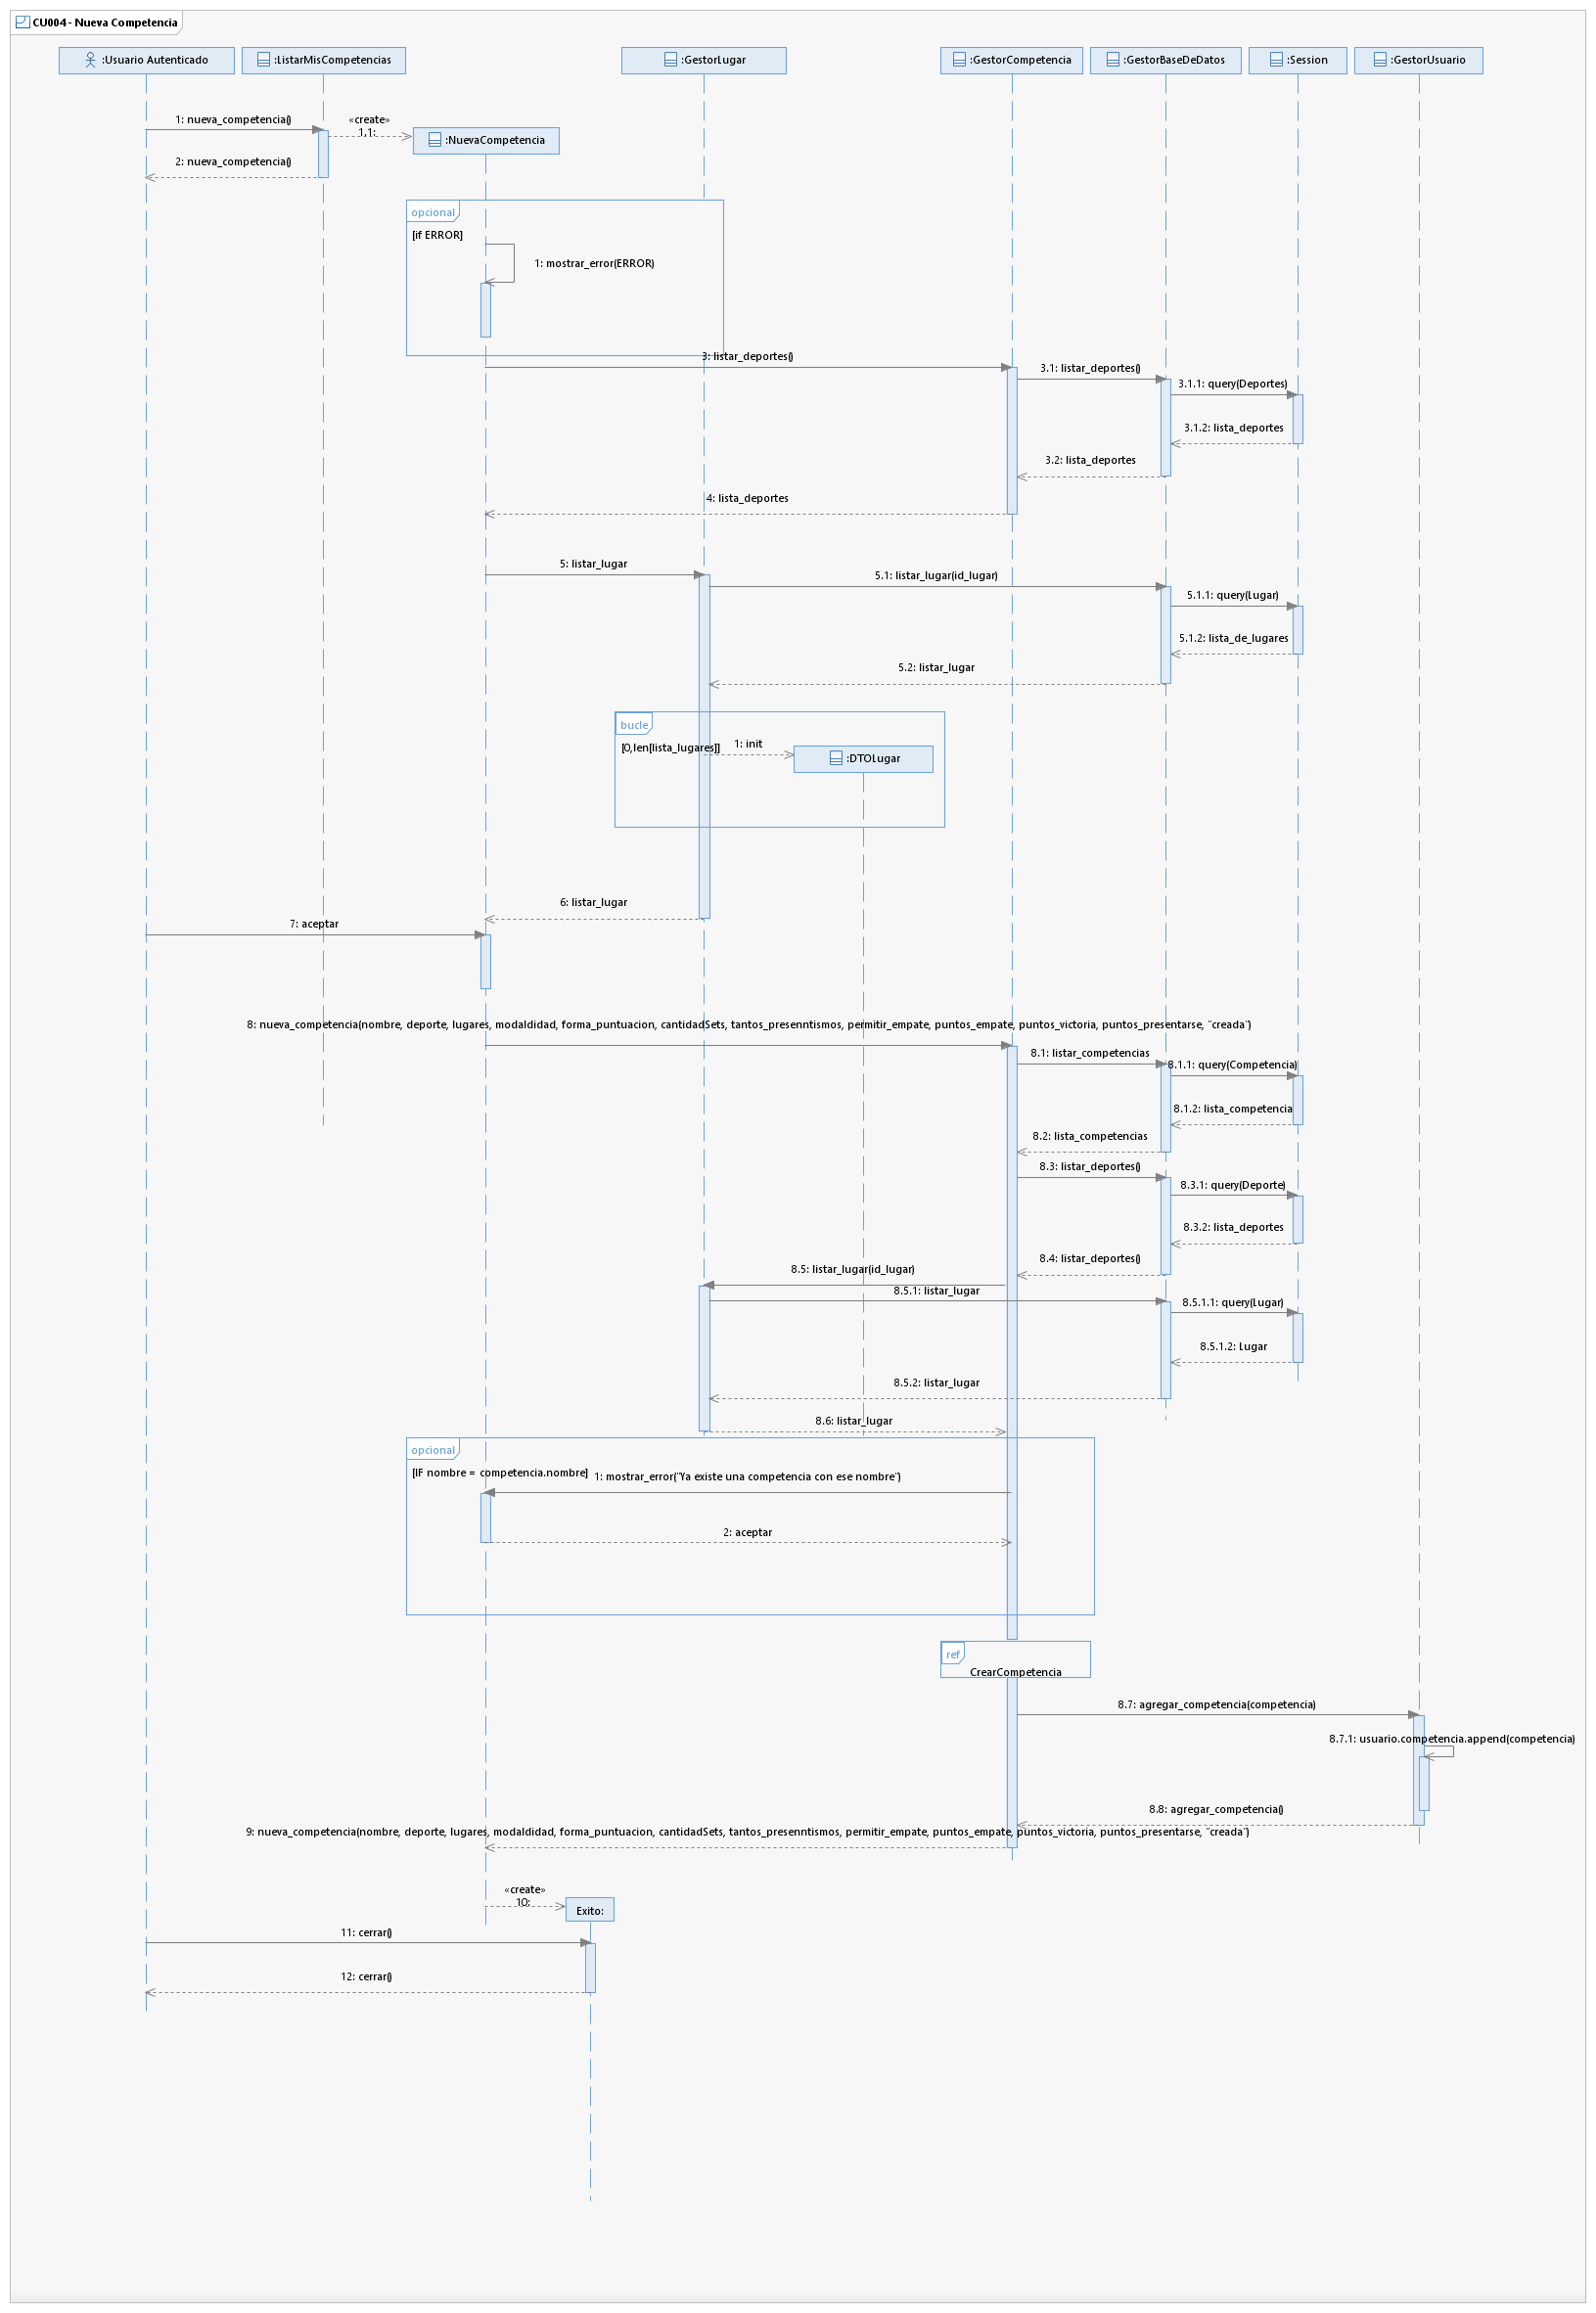 CU004 - Nueva Competencia
:Usuario Autenticado
:ListarMisCompetencias
:GestorLugar
:GestorCompetencia
:GestorBaseDeDatos
:Session
:GestorUsuario
1: nueva_competencia()
«create»
1.1:
:NuevaCompetencia
2: nueva_competencia()
opcional
[if ERROR]
1: mostrar_error(ERROR)
3: listar_deportes()
3.1: listar_deportes()
3.1.1: query(Deportes)
3.1.2: lista_deportes
3.2: lista_deportes
4: lista_deportes
5: listar_lugar
5.1: listar_lugar(id_lugar)
5.1.1: query(Lugar)
5.1.2: lista_de_lugares
5.2: listar_lugar
bucle
[0,len[lista_lugares]]
1: init
:DTOLugar
6: listar_lugar
7: aceptar
8: nueva_competencia(nombre, deporte, lugares, modaldidad, forma_puntuacion, cantidadSets, tantos_presenntismos, permitir_empate, puntos_empate, puntos_victoria, puntos_presentarse, "creada")
8.1: listar_competencias
8.1.1: query(Competencia)
8.1.2: lista_competencia
8.2: lista_competencias
8.3: listar_deportes()
8.3.1: query(Deporte)
8.3.2: lista_deportes
8.4: listar_deportes()
8.5: listar_lugar(id_lugar)
8.5.1: listar_lugar
8.5.1.1: query(Lugar)
8.5.1.2: Lugar
8.5.2: listar_lugar
8.6: listar_lugar
opcional
[IF nombre = competencia.nombre]
1: mostrar_error("Ya existe una competencia con ese nombre")
2: aceptar
ref
CrearCompetencia
8.7: agregar_competencia(competencia)
8.7.1: usuario.competencia.append(competencia)
8.8: agregar_competencia()
9: nueva_competencia(nombre, deporte, lugares, modaldidad, forma_puntuacion, cantidadSets, tantos_presenntismos, permitir_empate, puntos_empate, puntos_victoria, puntos_presentarse, "creada")
«create»
10:
Exito:
11: cerrar()
12: cerrar()